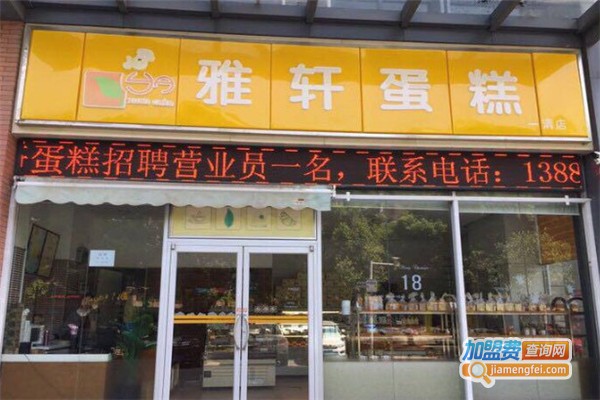 雅轩蛋糕
一清店
蛋糕招聘营业员一名，联系电话：1388
18
加盟费查询网
jiamengfei.com